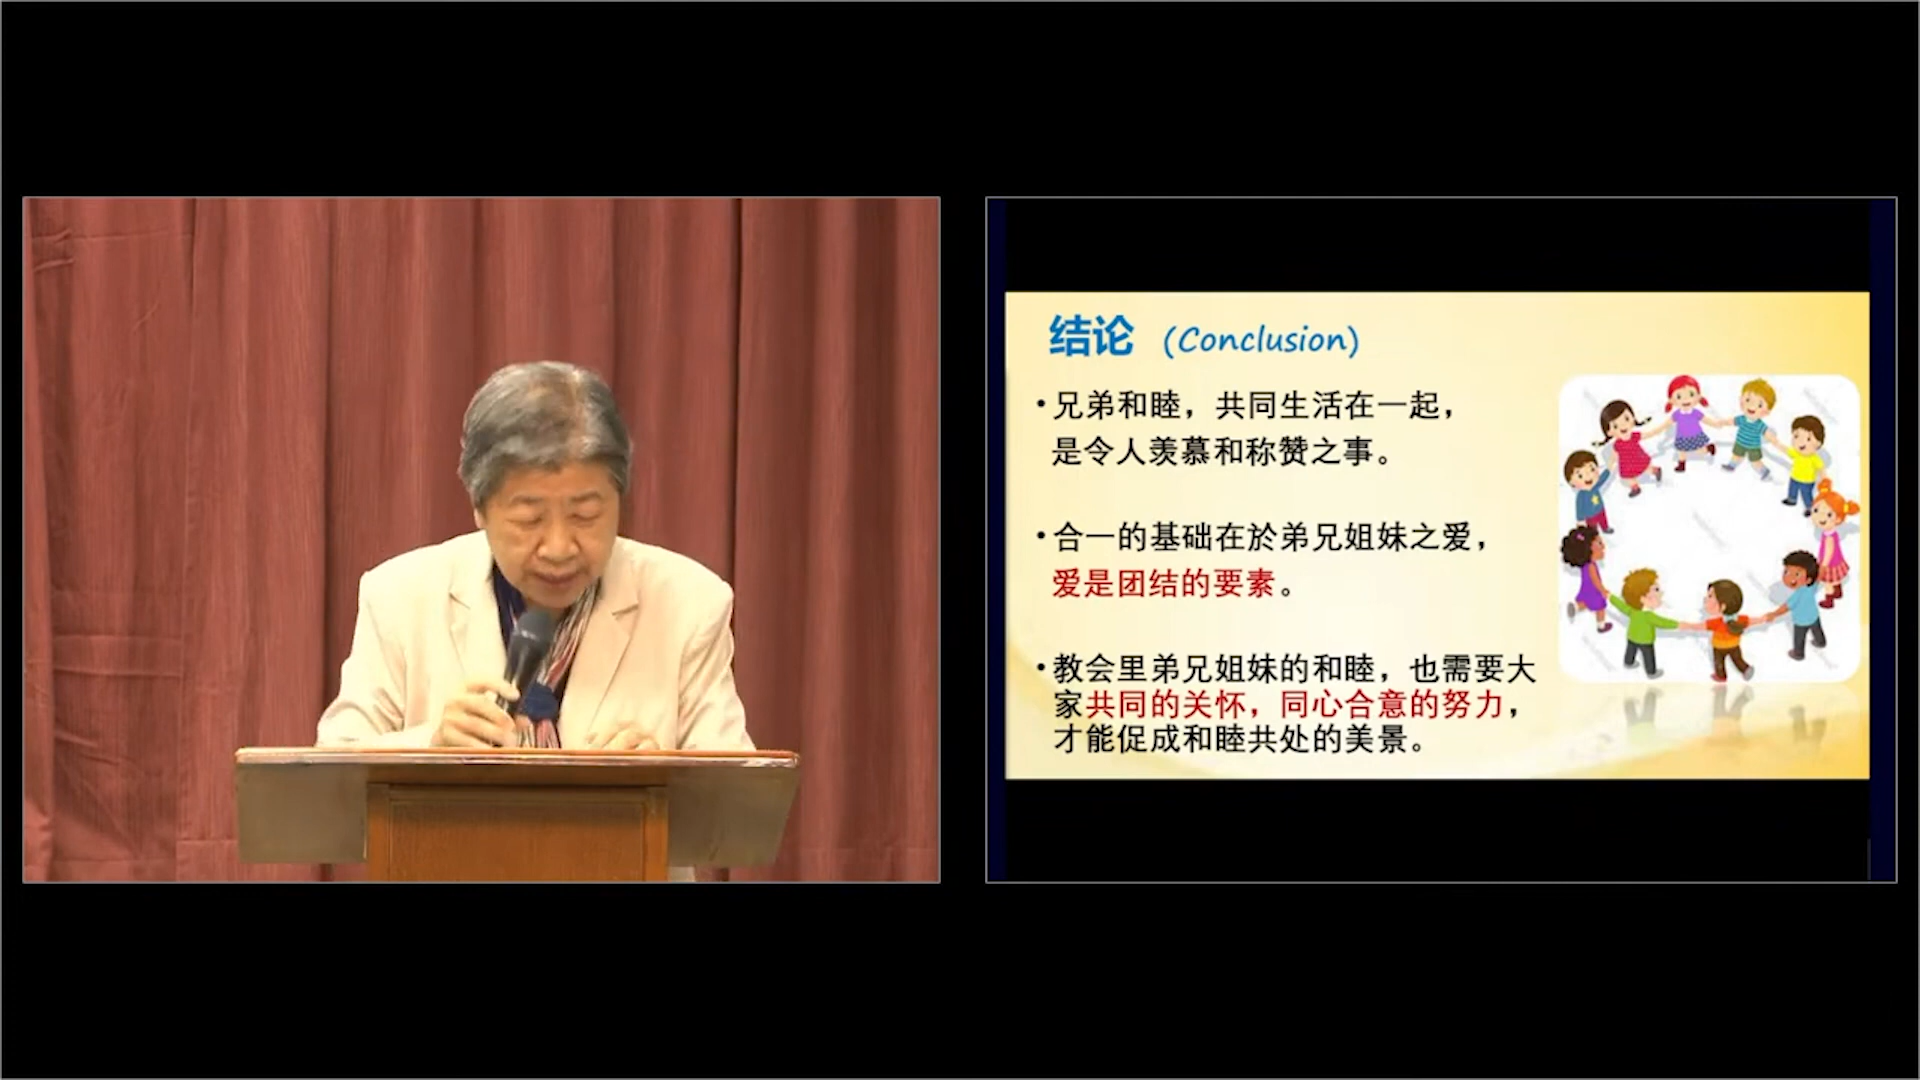 结论 (Conclusion)
•兄弟和睦，共同生活在一起，
是令人羡慕和称赞之事。
•合一的基础在於弟兄姐妹之爱，
爱是团结的要素。
•教会里弟兄姐妹的和睦，也需要大
家共同的关怀，同心合意的努力，
才能促成和睦共处的美景。